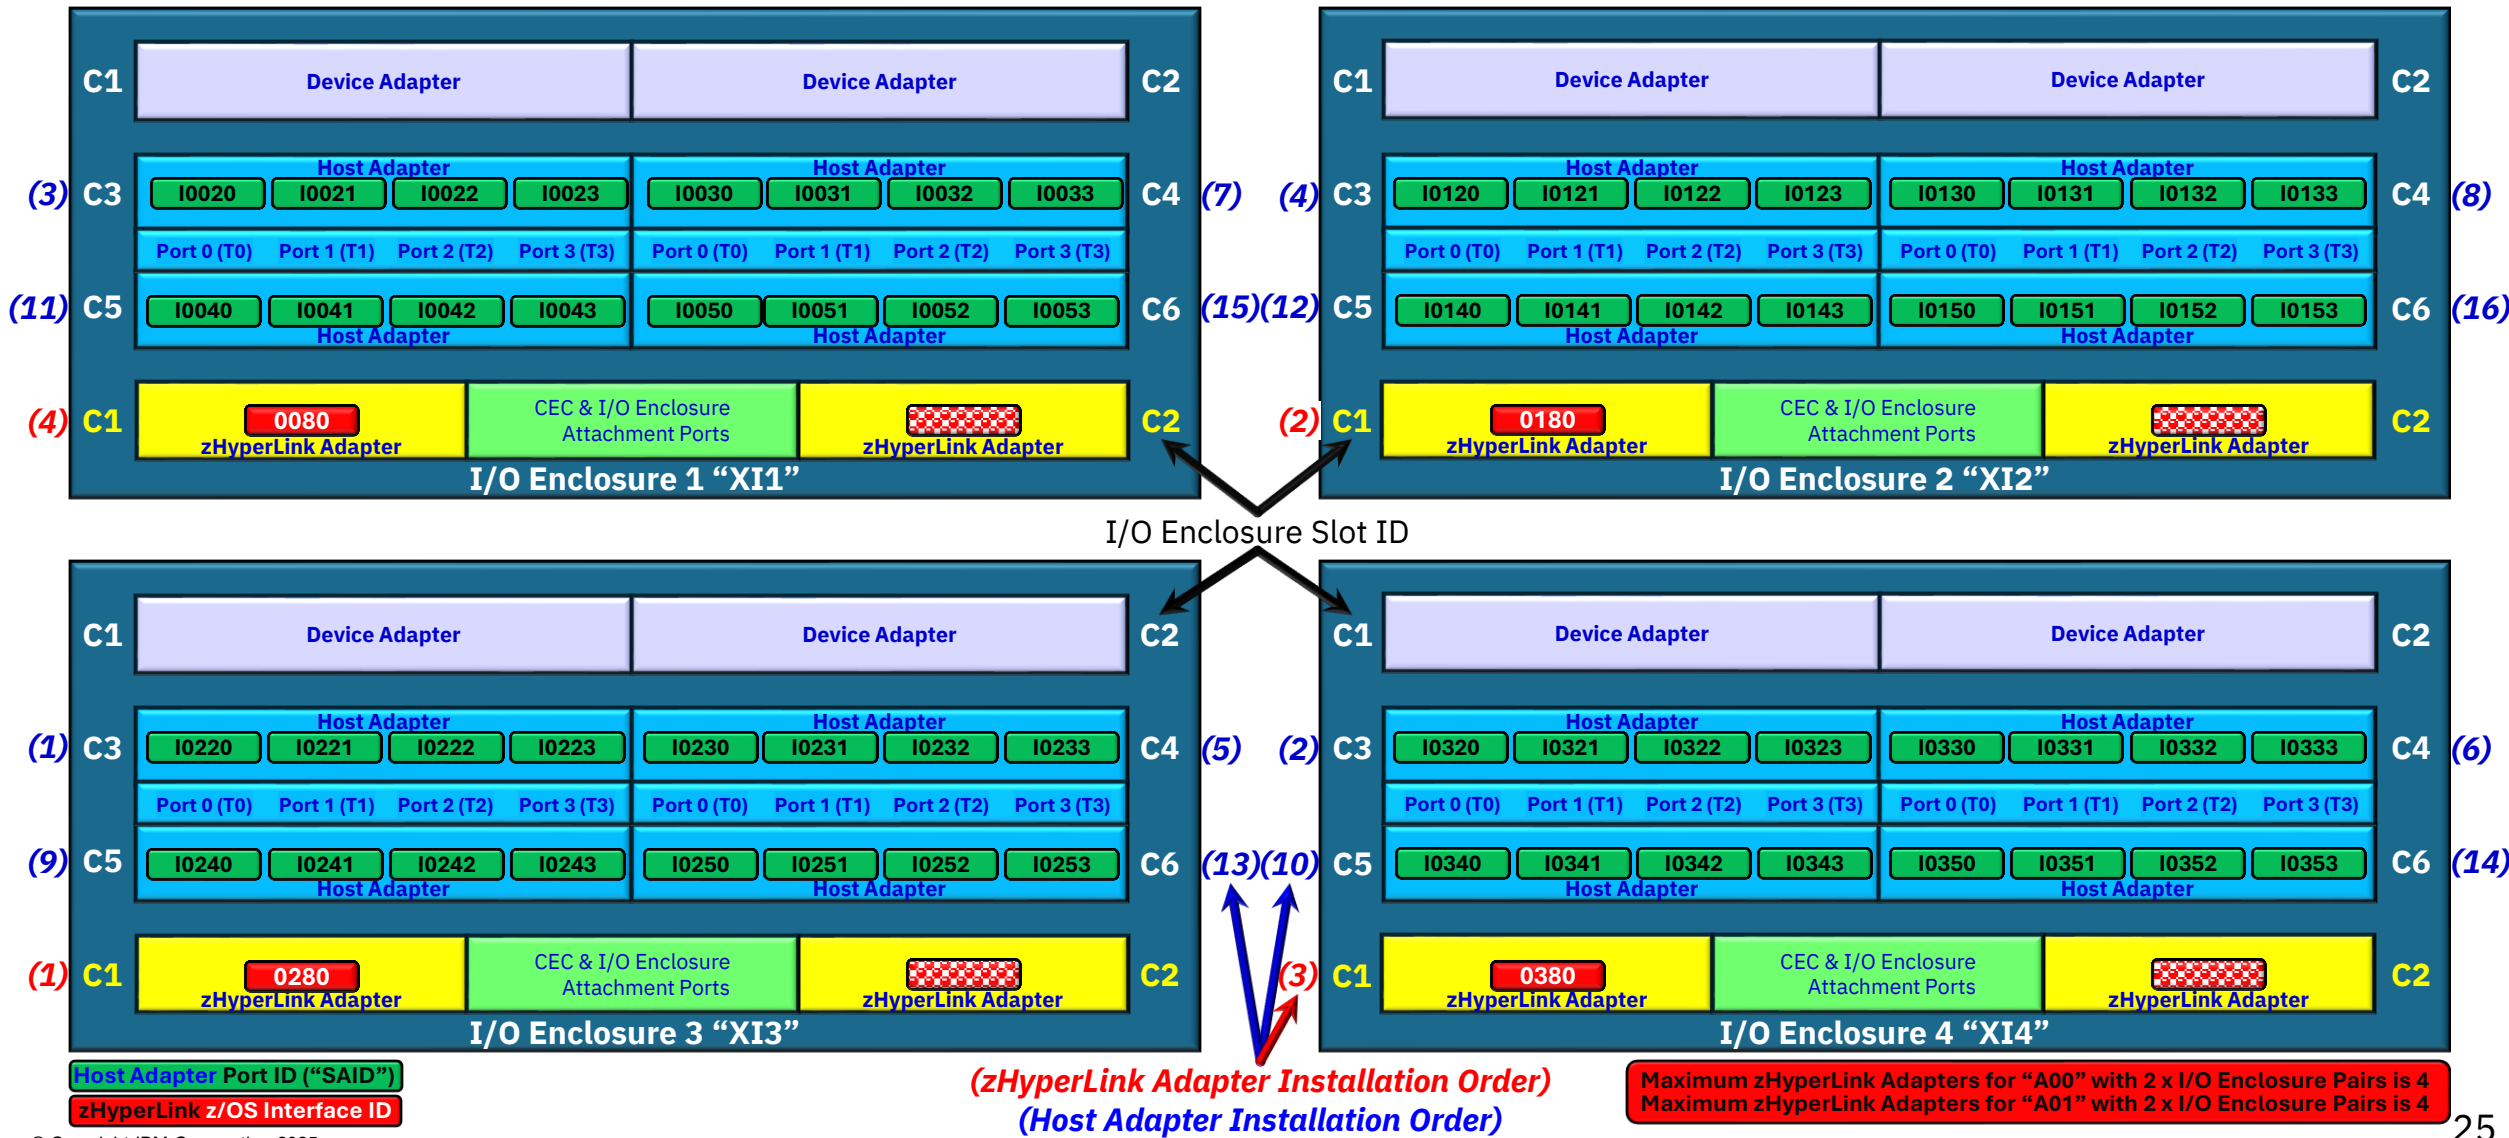 C1 Device Adapter Device Adapter C2
(3) C3 Host Adapter Host Adapter C4 (7)
I0020 I0021 I0022 I0023 I0030 I0031 I0032 I0033
Port 0 (T0) Port 1 (T1) Port 2 (T2) Port 3 (T3) Port 0 (T0) Port 1 (T1) Port 2 (T2) Port 3 (T3)
(11) C5 I0040 I0041 I0042 I0043 I0050 I0051 I0052 I0053 C6 (15)
Host Adapter Host Adapter
(4) C1 0080 CEC & I/O Enclosure C2
zHyperLink Adapter Attachment Ports zHyperLink Adapter
I/O Enclosure 1 “XI1”
C1 Device Adapter Device Adapter C2
(4) C3 Host Adapter Host Adapter C4 (8)
I0120 I0121 I0122 I0123 I0130 I0131 I0132 I0133
Port 0 (T0) Port 1 (T1) Port 2 (T2) Port 3 (T3) Port 0 (T0) Port 1 (T1) Port 2 (T2) Port 3 (T3)
(12) C5 I0140 I0141 I0142 I0143 I0150 I0151 I0152 I0153 C6 (16)
Host Adapter Host Adapter
(2) C1 0180 CEC & I/O Enclosure C2
zHyperLink Adapter Attachment Ports zHyperLink Adapter
I/O Enclosure 2 “XI2”
I/O Enclosure Slot ID
C1 Device Adapter Device Adapter C2
(1) C3 Host Adapter Host Adapter C4 (5)
I0220 I0221 I0222 I0223 I0230 I0231 I0232 I0233
Port 0 (T0) Port 1 (T1) Port 2 (T2) Port 3 (T3) Port 0 (T0) Port 1 (T1) Port 2 (T2) Port 3 (T3)
(9) C5 I0240 I0241 I0242 I0243 I0250 I0251 I0252 I0253 C6 (13)
Host Adapter Host Adapter
(1) C1 0280 CEC & I/O Enclosure C2
zHyperLink Adapter Attachment Ports zHyperLink Adapter
I/O Enclosure 3 “XI3”
C1 Device Adapter Device Adapter C2
(2) C3 Host Adapter Host Adapter C4 (6)
I0320 I0321 I0322 I0323 I0330 I0331 I0332 I0333
Port 0 (T0) Port 1 (T1) Port 2 (T2) Port 3 (T3) Port 0 (T0) Port 1 (T1) Port 2 (T2) Port 3 (T3)
(10) C5 I0340 I0341 I0342 I0343 I0350 I0351 I0352 I0353 C6 (14)
Host Adapter Host Adapter
(3) C1 0380 CEC & I/O Enclosure C2
zHyperLink Adapter Attachment Ports zHyperLink Adapter
I/O Enclosure 4 “XI4”
Host Adapter Port ID (“SAID”)
zHyperLink z/OS Interface ID
(zHyperLink Adapter Installation Order)
(Host Adapter Installation Order)
Maximum zHyperLink Adapters for “A00” with 2 x I/O Enclosure Pairs is 4
Maximum zHyperLink Adapters for “A01” with 2 x I/O Enclosure Pairs is 4
25